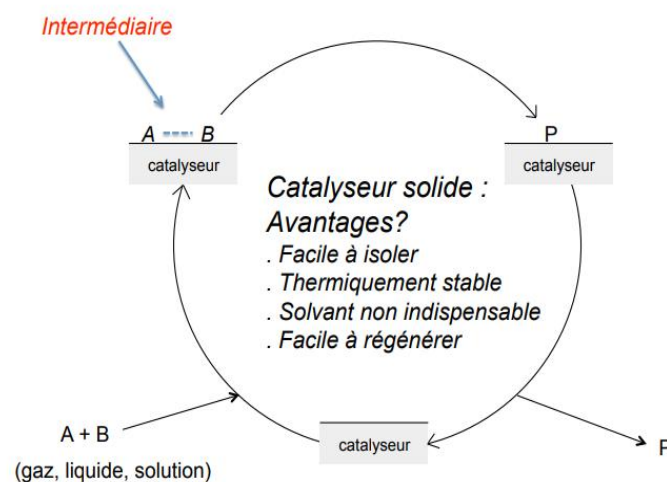 Intermédiaire
A B
catalyseur
P
catalyseur
Catalyseur solide :
Avantages?
. Facile à isoler
. Thermiquement stable
. Solvant non indispensable
. Facile à régénérer
A + B
(gaz, liquide, solution)
catalyseur
P